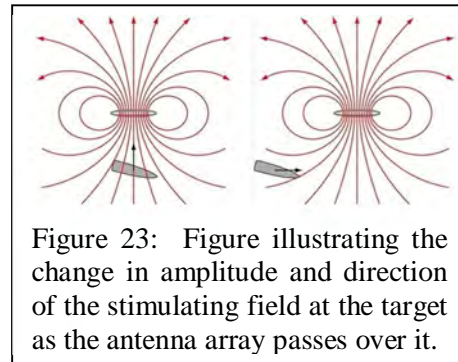 Figure 23: Figure illustrating the
change in amplitude and direction
of the stimulating field at the target
as the antenna array passes over it.